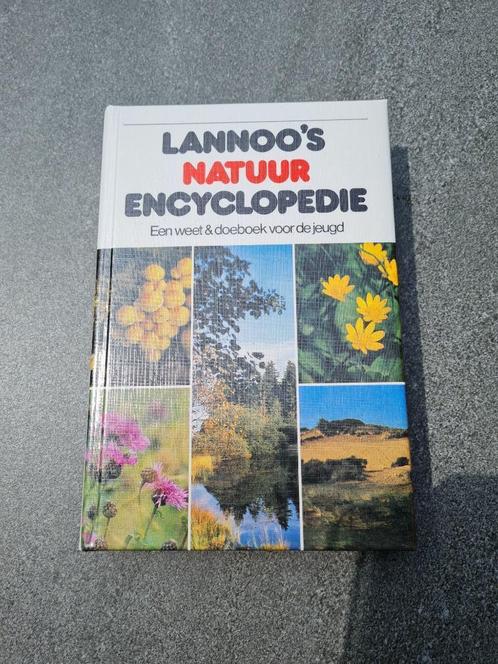 LANNOO'S
NATUUR
ENCYCLOPEDIE
Een weet & doeboek voor de jeugd